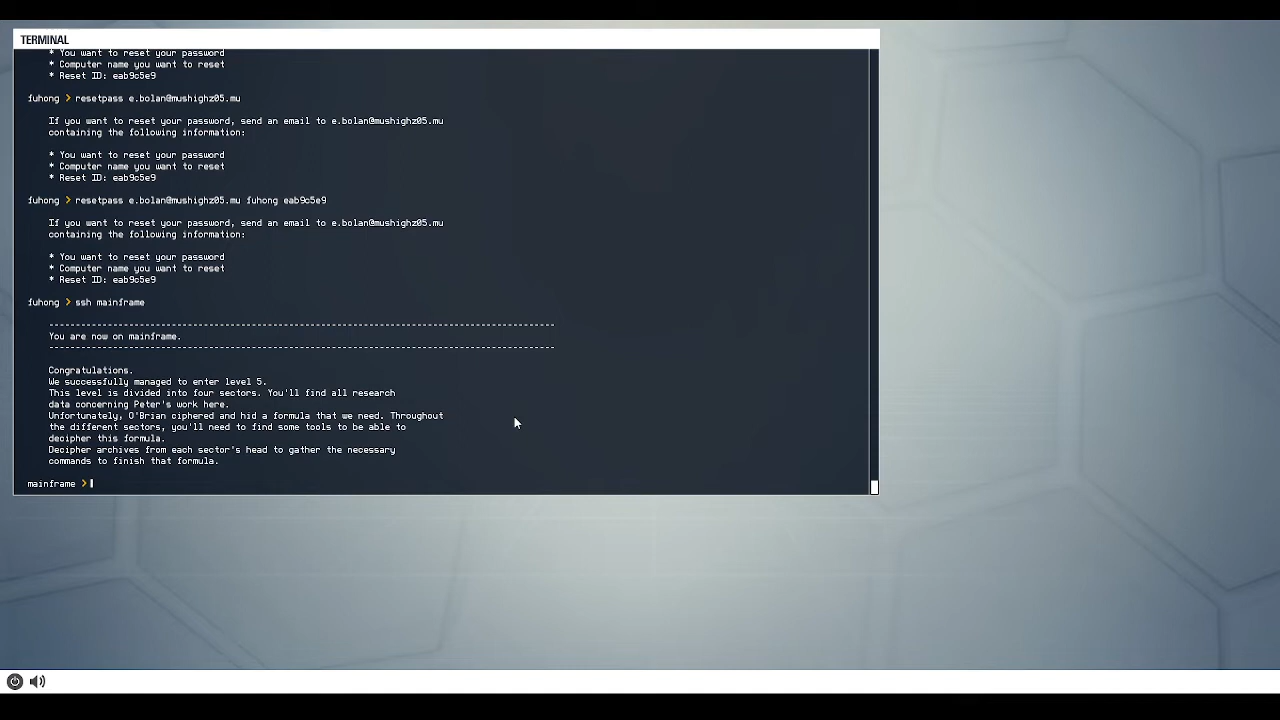 TERMINAL
* You want to reset your password
* Computer name you want to reset
* Reset ID: eab9c5e9
fuhong > resetpass e.bolan@mushighz05.mu
If you want to reset your password, send an email to e.bolan@mushighz05.mu
containing the following information:
* You want to reset your password
* Computer name you want to reset
* Reset ID: eab9c5e9
fuhong > resetpass e.bolan@mushighz05.mu fuhong eab9c5e9
If you want to reset your password, send an email to e.bolan@mushighz05.mu
containing the following information:
* You want to reset your password
* Computer name you want to reset
* Reset ID: eab9c5e9
fuhong > ssh mainframe
--------------------------------------------------------------------------------
You are now on mainframe.
--------------------------------------------------------------------------------
Congratulations.
We successfully managed to enter level 5.
This level is divided into four sectors. You'll find all research
data concerning Peter's work here.
Unfortunately, O'Brian ciphered and hid a formula that we need. Throughout
the different sectors, you'll need to find some tools to be able to
decipher this formula.
Decipher archives from each sector's head to gather the necessary
commands to finish that formula.
mainframe >